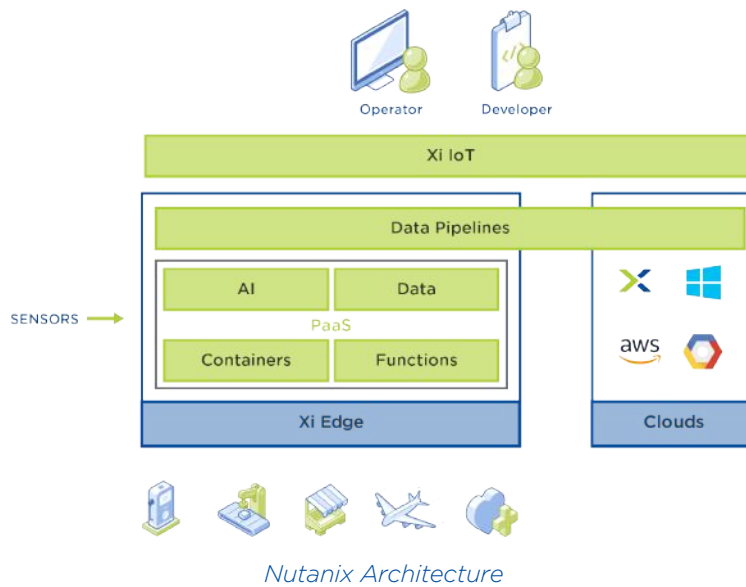 Operator
Developer
Xi IoT
Data Pipelines
AI
Data
SENSORS
PaaS
Containers
Functions
aws
Xi Edge
Clouds
Nutanix Architecture